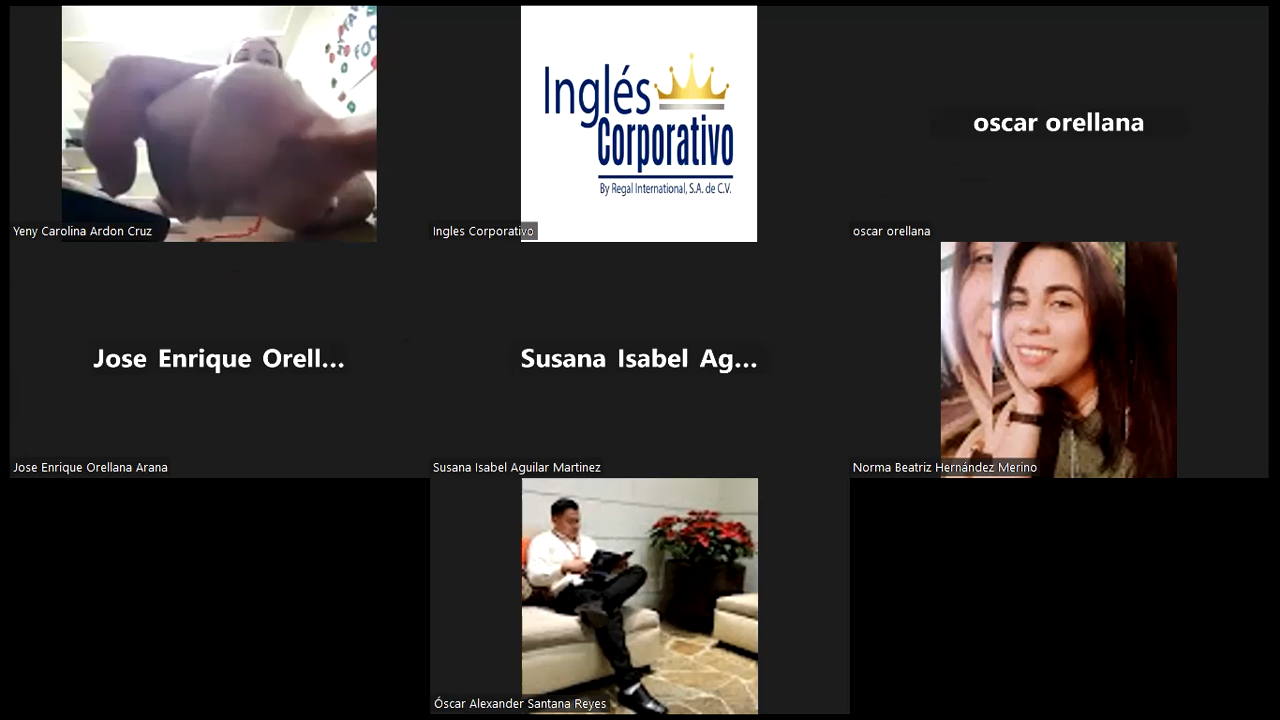 Inglés
Corporativo
By Regal International, S.A. de C.V.
oscar orellana
Yeny Carolina Ardon Cruz
Ingles Corporativo
oscar orellana
Jose Enrique Orell...
Susana Isabel Ag...
Jose Enrique Orellana Arana
Susana Isabel Aguilar Martinez
Norma Beatriz Hernández Merino
Óscar Alexander Santana Reyes